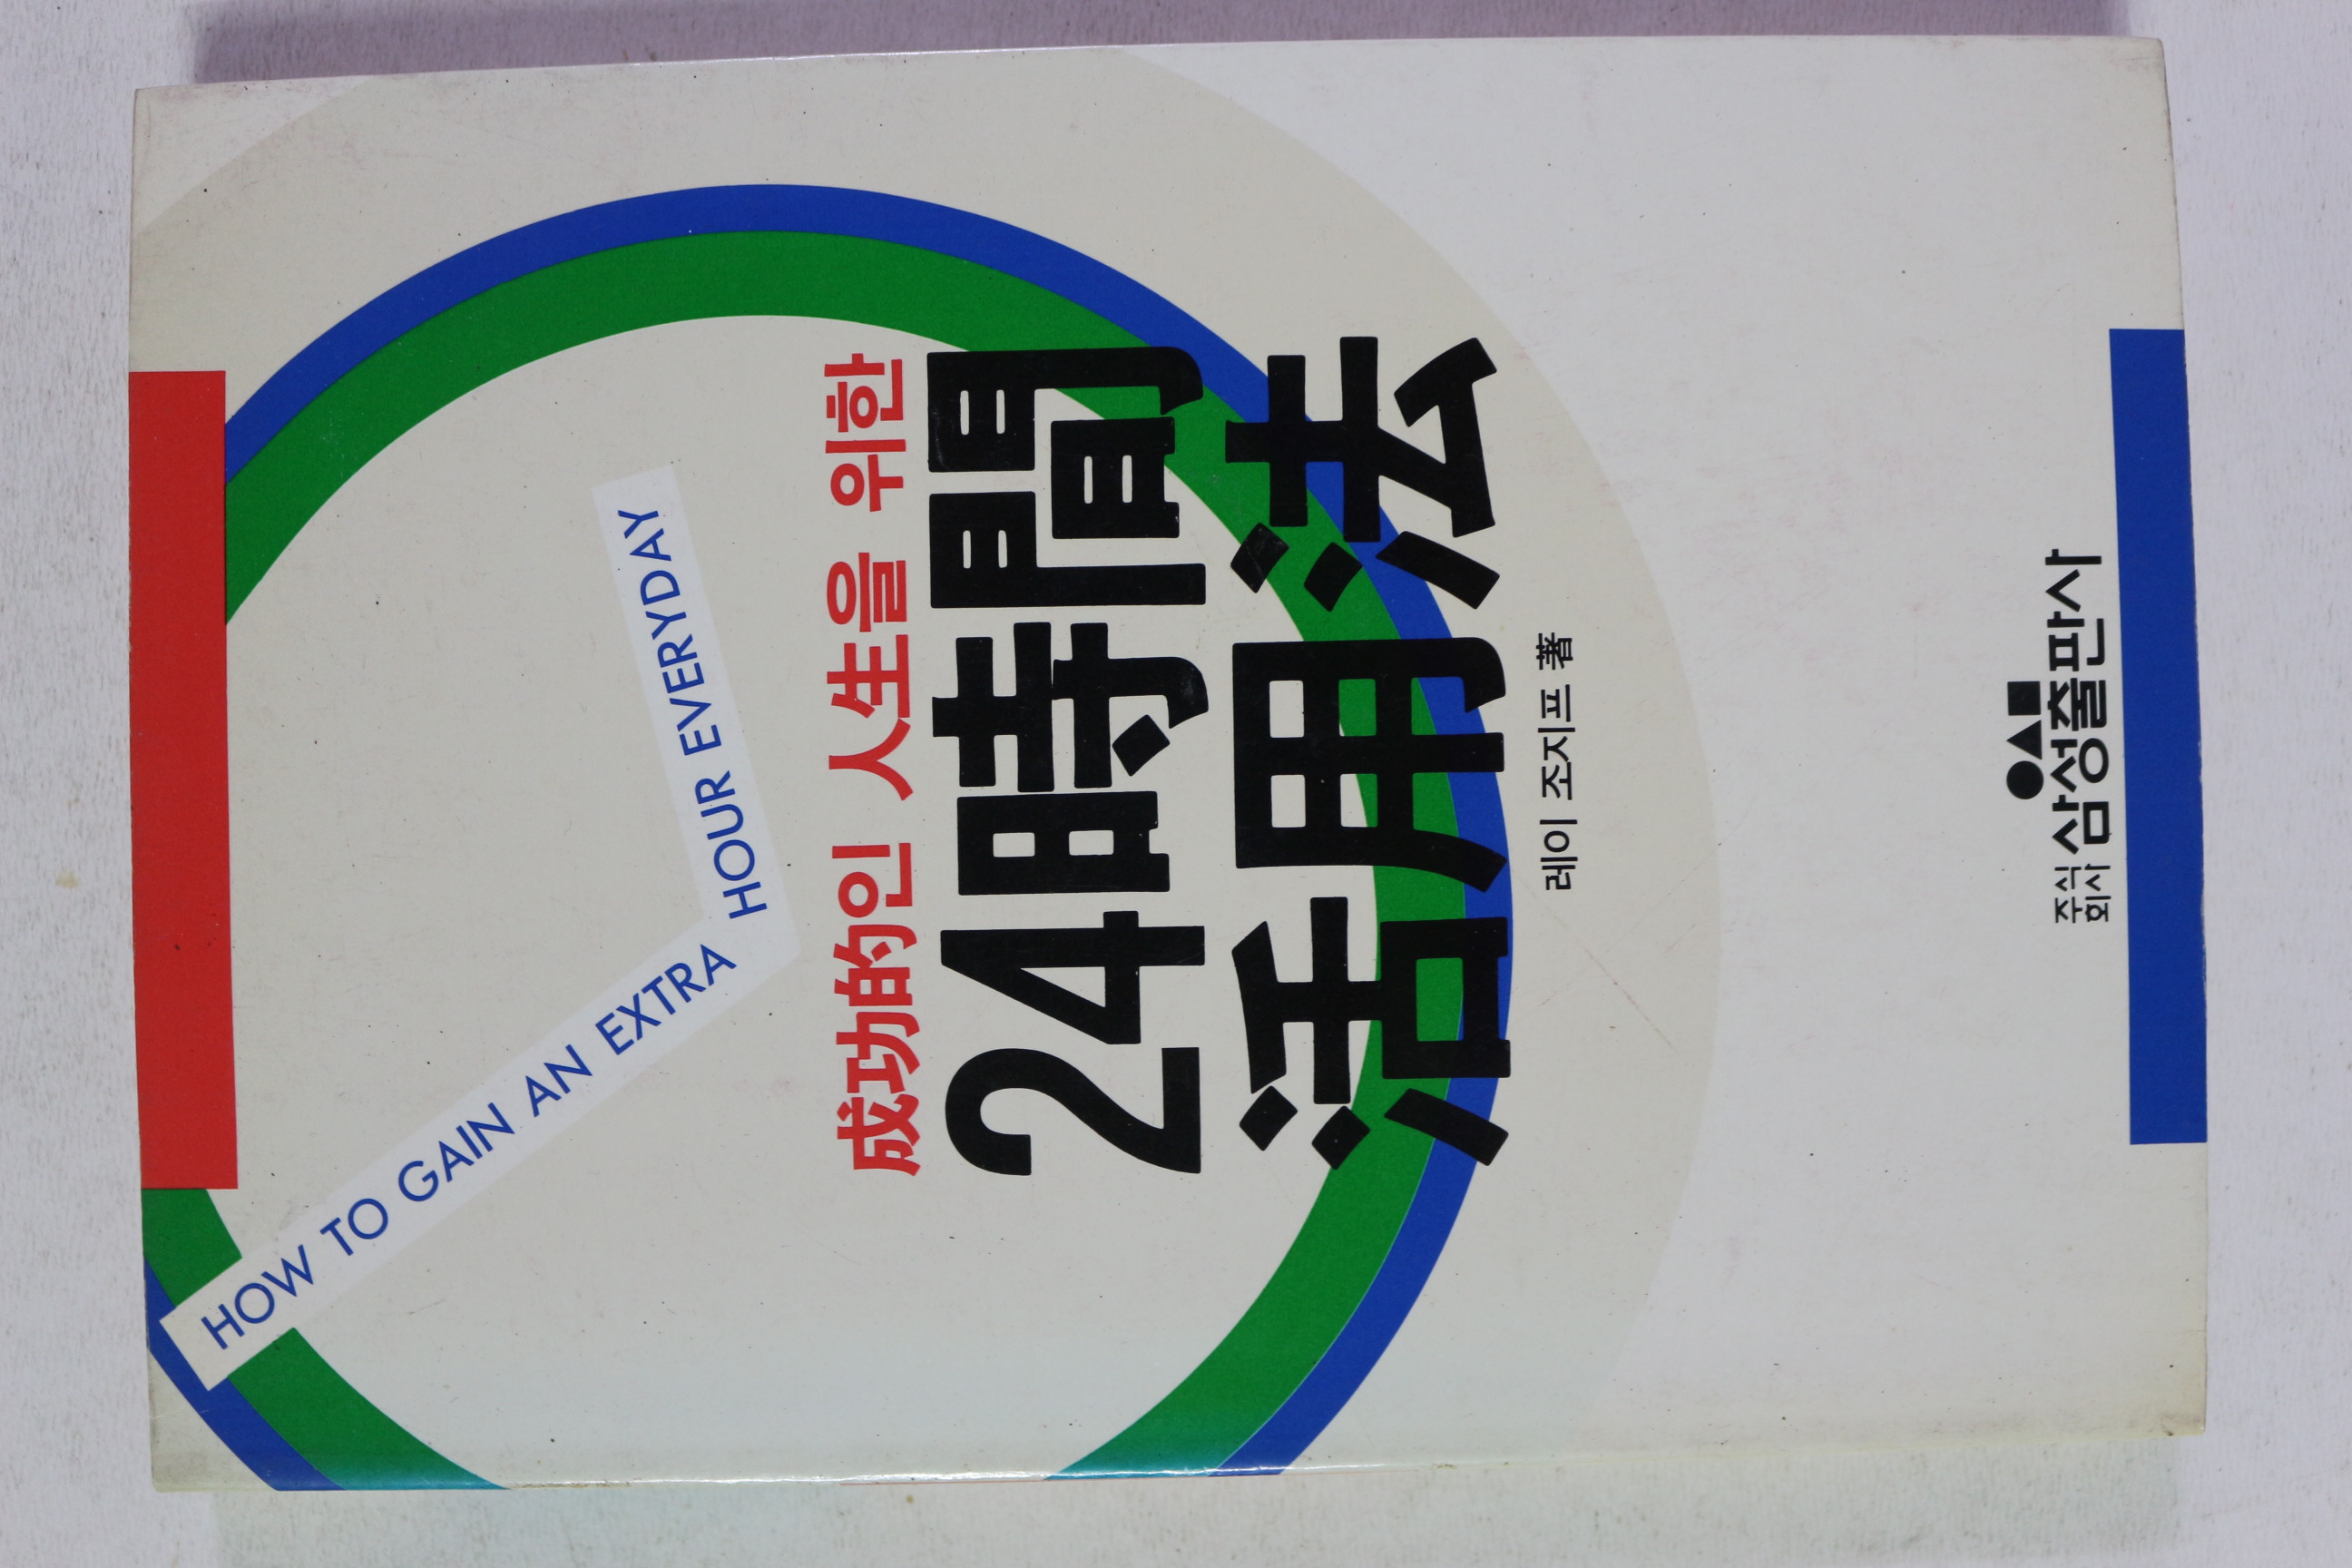 HOW TO GAIN AN EXTRA HOUR EVERYDAY
成功的인 人生을 위한
24時間
活用法
레이 조지프 著
주식회사 삼성출판사